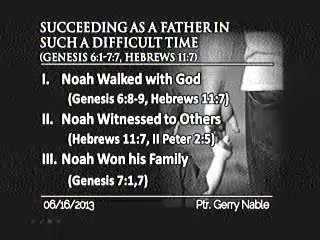 SUCCEEDING AS A FATHER IN
SUCH A DIFFICULT TIME
(GENESIS 6:1-7:7, HEBREWS 11:7)
I. Noah Walked with God
(Genesis 6:8-9, Hebrews 11:7)
II. Noah Witnessed to Others
(Hebrews 11:7, II Peter 2:5)
III. Noah Won his Family
(Genesis 7:1,7)
06/16/2013 Ptr. Gerry Nable